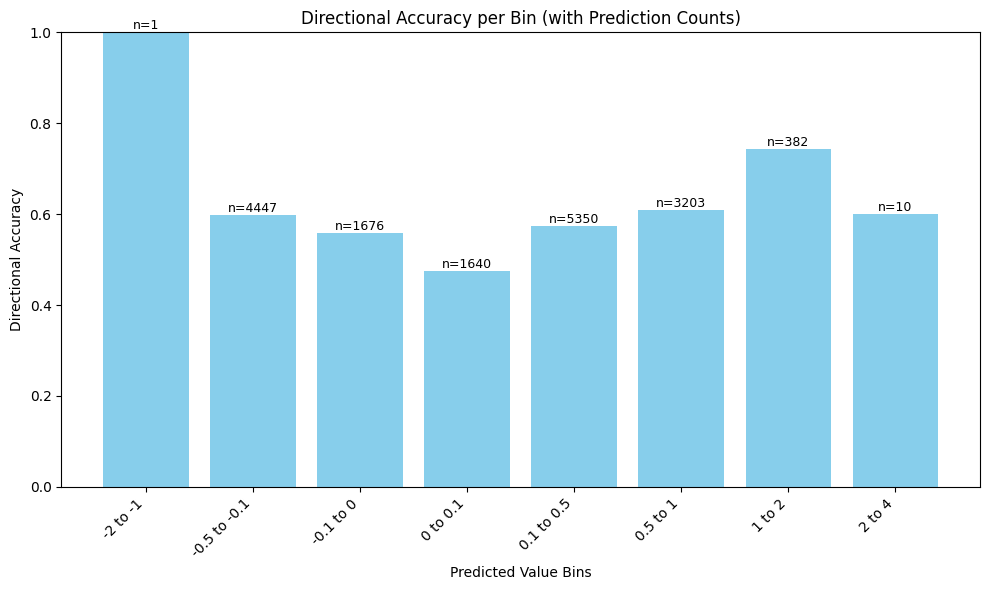 Directional Accuracy per Bin (with Prediction Counts)
n=1
n=4447
n=1676
n=1640
n=5350
n=3203
n=382
n=10
1.0
0.8
0.6
0.4
0.2
0.0
Directional Accuracy
-2 to -1
-0.5 to -0.1
-0.1 to 0
0 to 0.1
0.1 to 0.5
0.5 to 1
1 to 2
2 to 4
Predicted Value Bins